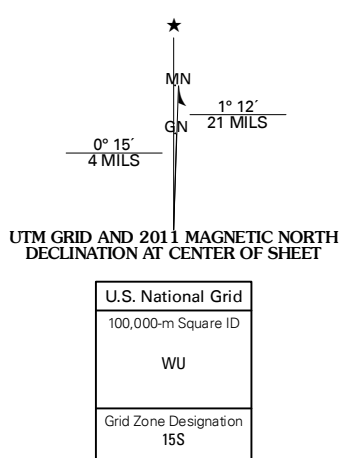 ★
MN
1° 12´
21 MILS
GN
0° 15´
4 MILS
UTM GRID AND 2011 MAGNETIC NORTH
DECLINATION AT CENTER OF SHEET
U.S. National Grid
100,000-m Square ID
WU
Grid Zone Designation
15S